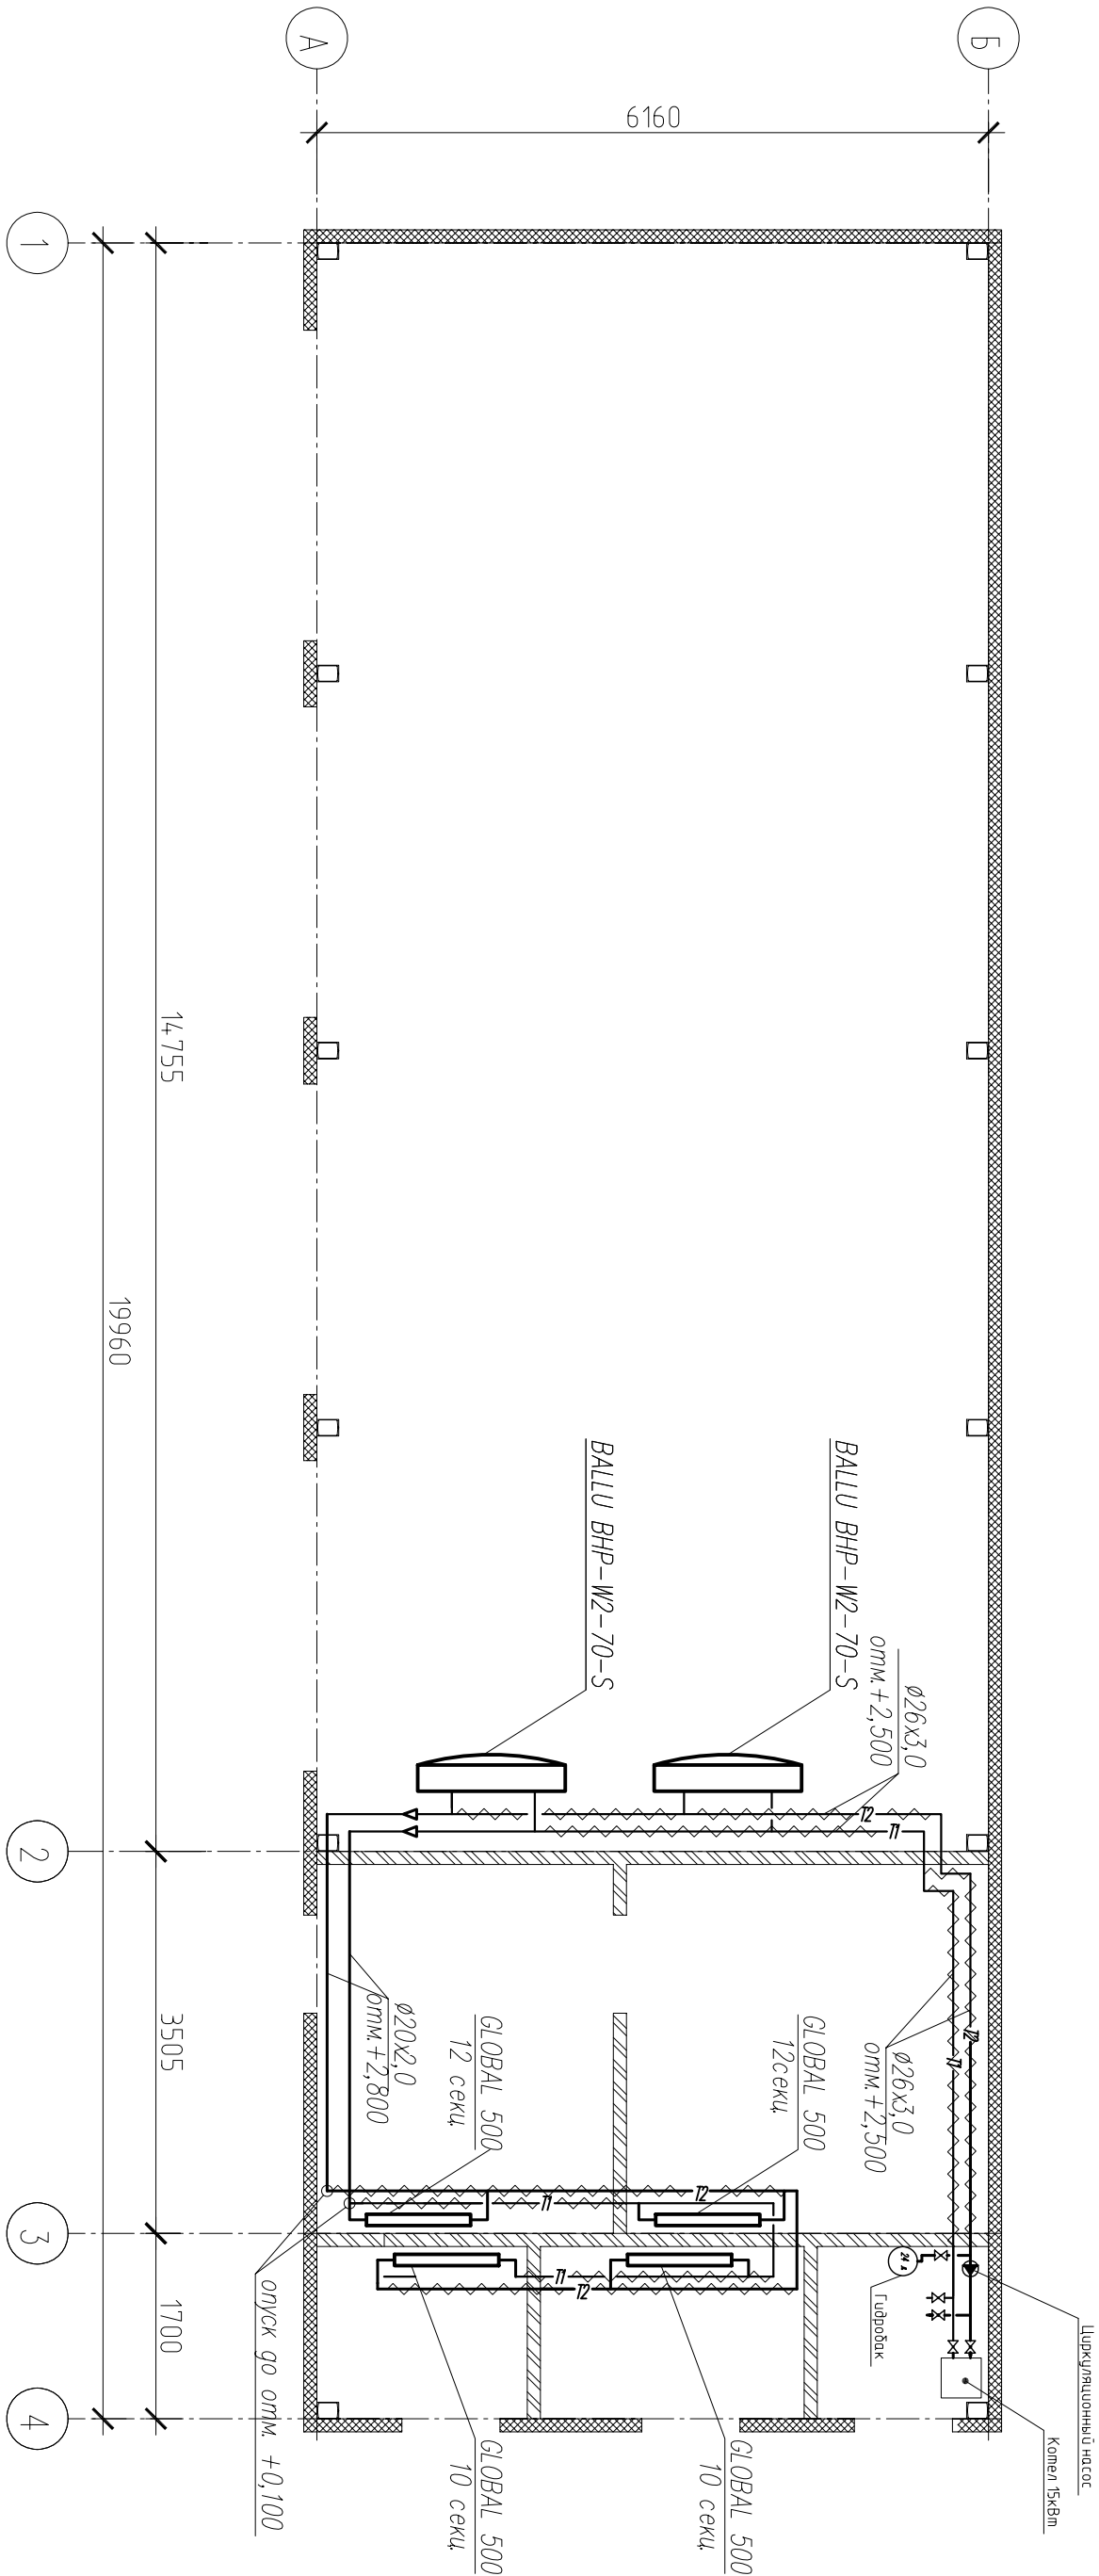 А
Б
6160
1
2
3
4
14755
3505
1700
19960
BALLU BHP-W2-70-S
BALLU BHP-W2-70-S
Ø26х3,0
отм.+2,500
Т2
Т1
Ø20х2,0
отм.+2,800
GLOBAL 500
12 секц.
GLOBAL 500
12секц.
Ø26х3,0
отм.+2,500
Т2
Т1
Т2
Т1
Т1
Т2
24 л
Гидробак
Циркуляционный насос
Котел 15кВт
GLOBAL 500
10 секц.
GLOBAL 500
10 секц.
опуск до отм. +0,100